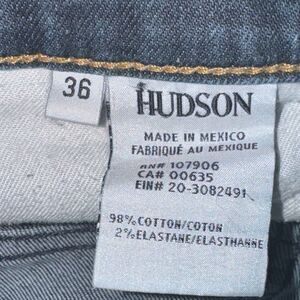 36
HUDSON
MADE IN MEXICO
FABRIQUÉ AU MEXIQUE
RN# 107906
CA# 00635
EIN# 20-3082491
98% COTTON/COTON
2% ELASTANE/ELASTHANNE